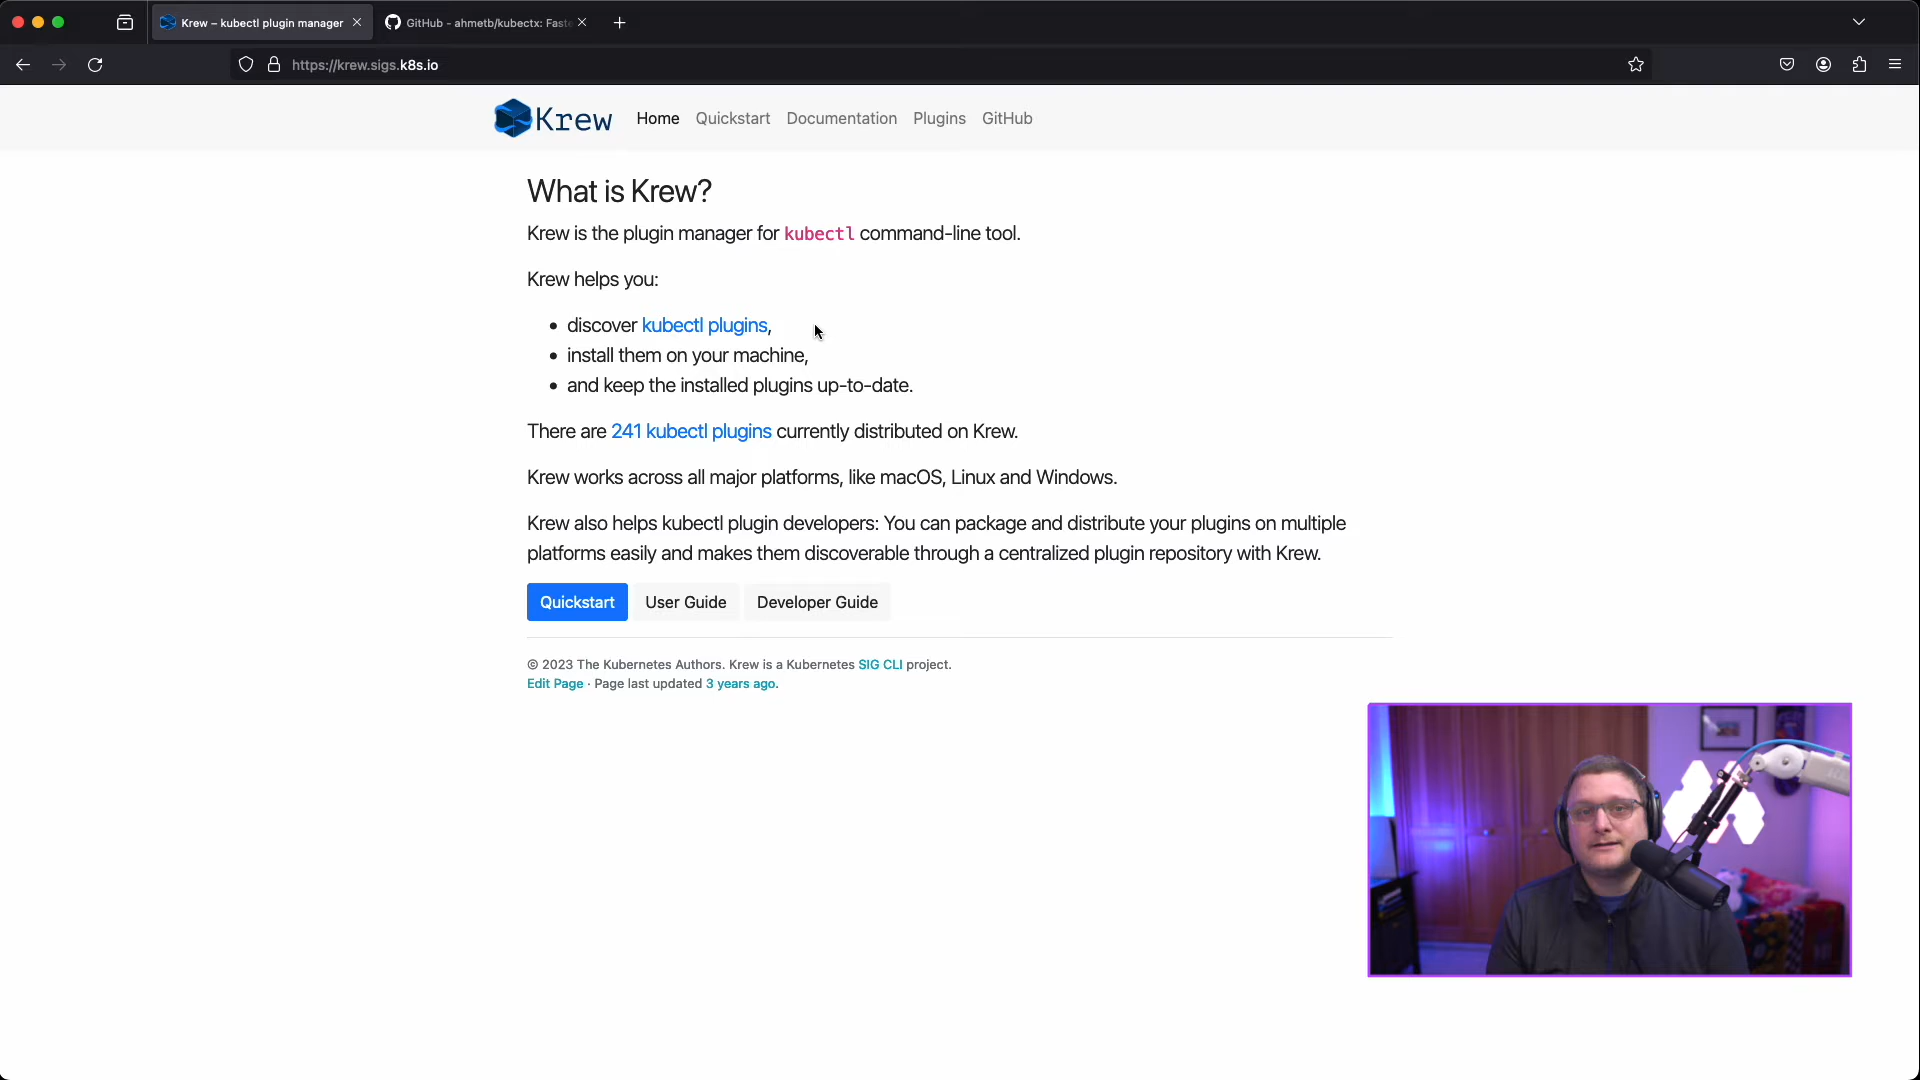 Krew – kubectl plugin manager
GitHub - ahmetb/kubectx: Faste
https://krew.sigs.k8s.io
Krew
Home
Quickstart
Documentation
Plugins
GitHub
What is Krew?
Krew is the plugin manager for kubectl command-line tool.
Krew helps you:
• discover kubectl plugins,
• install them on your machine,
• and keep the installed plugins up-to-date.
There are 241 kubectl plugins currently distributed on Krew.
Krew works across all major platforms, like macOS, Linux and Windows.
Krew also helps kubectl plugin developers: You can package and distribute your plugins on multiple
platforms easily and makes them discoverable through a centralized plugin repository with Krew.
Quickstart
User Guide
Developer Guide
© 2023 The Kubernetes Authors. Krew is a Kubernetes SIG CLI project.
Edit Page · Page last updated 3 years ago.